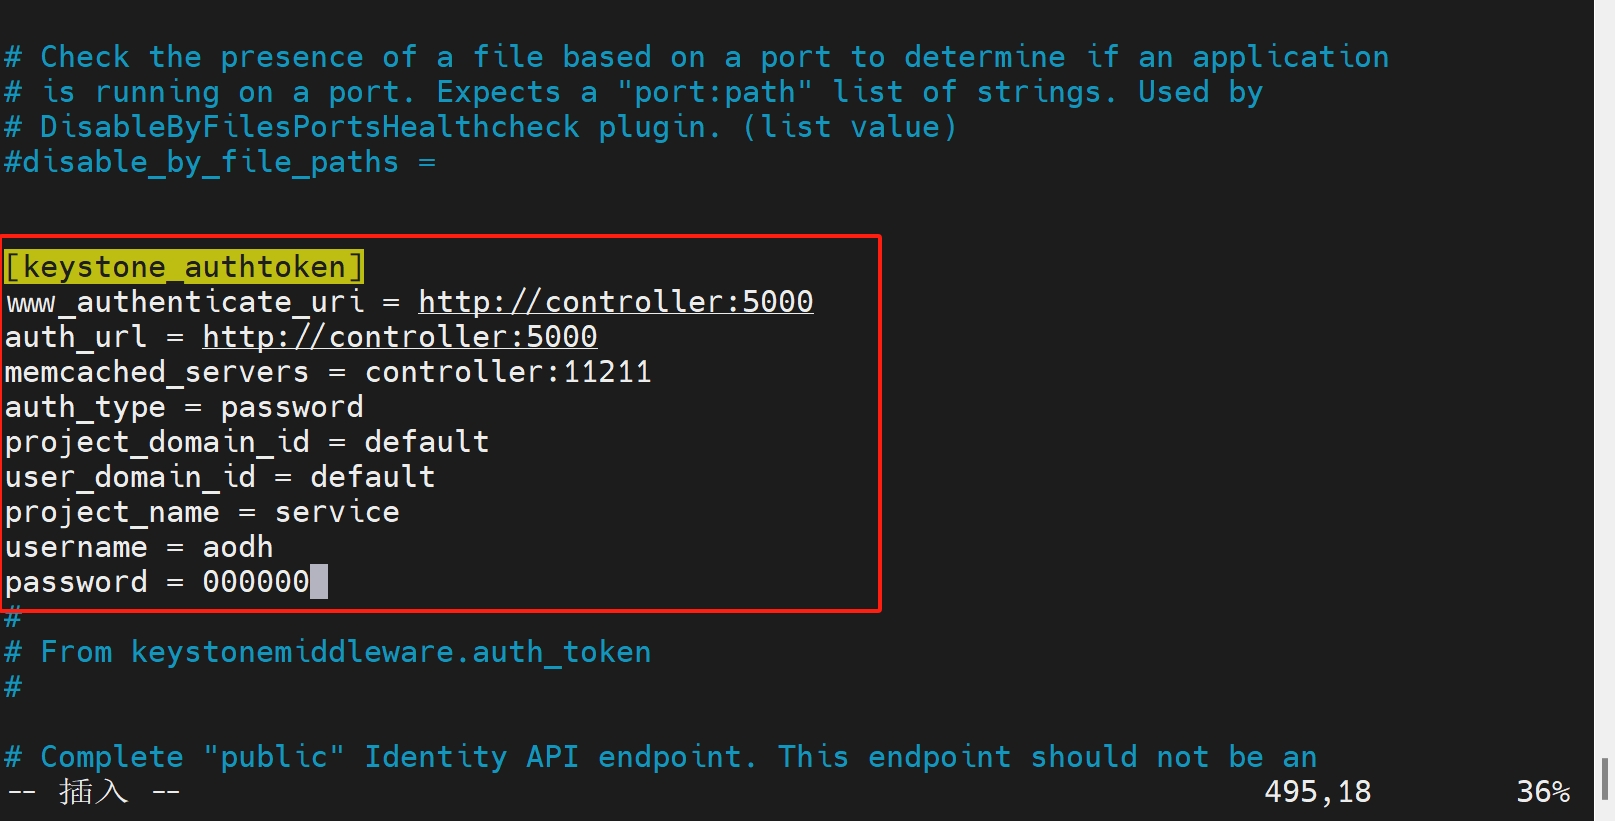 # Check the presence of a file based on a port to determine if an application
# is running on a port. Expects a "port:path" list of strings. Used by
# DisableByFilesPortsHealthcheck plugin. (list value)
#disable_by_file_paths =
[keystone_authtoken]
www_authenticate_uri = http://controller:5000
auth_url = http://controller:5000
memcached_servers = controller:11211
auth_type = password
project_domain_id = default
user_domain_id = default
project_name = service
username = aodh
password = 000000
#
# From keystonemiddleware.auth_token
#
# Complete "public" Identity API endpoint. This endpoint should not be an
-- 插入 -- 495,18 36%